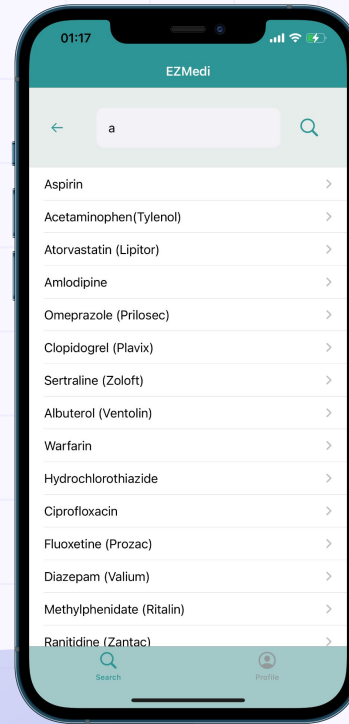 01:17
EZMedi
a
Aspirin
Acetaminophen(Tylenol)
Atorvastatin (Lipitor)
Amlodipine
Omeprazole (Prilosec)
Clopidogrel (Plavix)
Sertraline (Zoloft)
Albuterol (Ventolin)
Warfarin
Hydrochlorothiazide
Ciprofloxacin
Fluoxetine (Prozac)
Diazepam (Valium)
Methylphenidate (Ritalin)
Ranitidine (Zantac)
Search
Profile